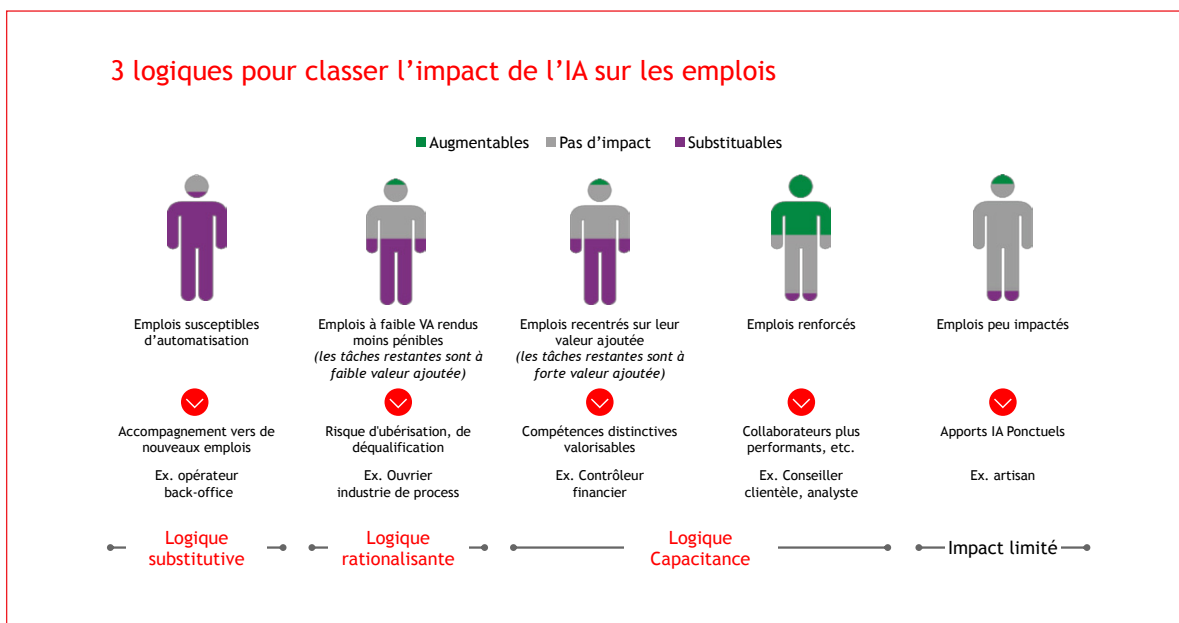 3 logiques pour classer l’impact de l’IA sur les emplois
Augmentables Pas d’impact Substituables
Emplois susceptibles
d’automatisation
Emplois à faible VA rendus
moins pénibles
(les tâches restantes sont à
faible valeur ajoutée)
Emplois recentrés sur leur
valeur ajoutée
(les tâches restantes sont à
forte valeur ajoutée)
Emplois renforcés
Emplois peu impactés
Accompagnement vers de
nouveaux emplois
Ex. opérateur
back-office
Risque d'ubérisation, de
déqualification
Ex. Ouvrier
industrie de process
Compétences distinctives
valorisables
Ex. Contrôleur
financier
Collaborateurs plus
performants, etc.
Ex. Conseiller
clientèle, analyste
Apports IA Ponctuels
Ex. artisan
Logique
substitutive
Logique
rationalisante
Logique
Capacitance
Impact limité